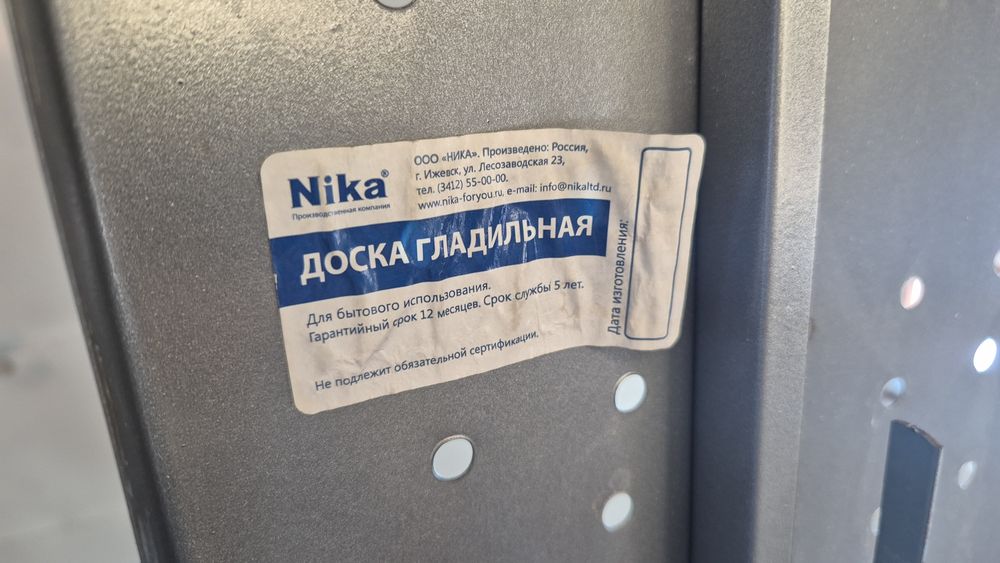 Nika®
Производственная компания
ООО «НИКА». Произведено: Россия,
г. Ижевск, ул. Лесозаводская 23,
тел. (3412) 55-00-00.
www.nika-foryou.ru, e-mail: info@nikaltd.ru
ДОСКА ГЛАДИЛЬНАЯ
Для бытового использования.
Гарантийный срок 12 месяцев. Срок службы 5 лет.
Не подлежит обязательной сертификации.
Дата изготовления: